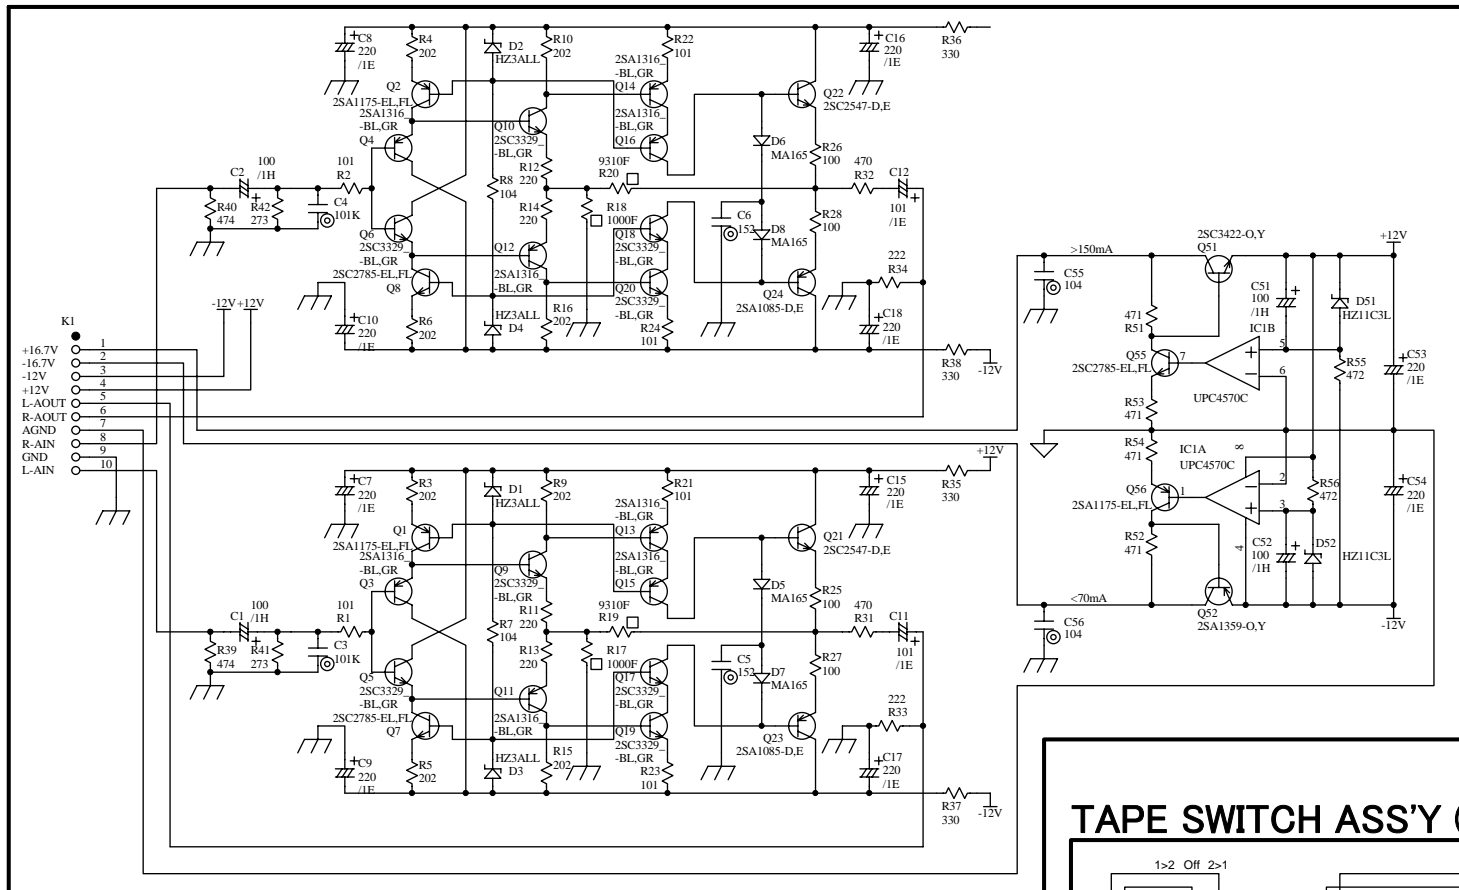 C8
220
/1E
R4
202
D2
HZ3ALL
R10
202
R22
101
C16
220
/1E
R36
330
Q2
2SA1175-EL,FL
2SA1316_
-BL,GR
Q4
2SA1316_
-BL,GR
Q14
2SA1316_
-BL,GR
Q16
Q22
2SC2547-D,E
Q10
2SC3329_
-BL,GR
D6
MA165
R26
100
C2
100
/1H
101
R2
R12
220
9310F
R20
470
R32
C12
101
/1E
R40
474
R42
273
C4
101K
R8
104
R14
220
R18
1000F
C6
152
R28
100
Q6
2SC3329_
-BL,GR
2SC2785-EL,FL
Q8
Q12
2SA1316_
-BL,GR
Q18
2SC3329_
-BL,GR
Q20
2SC3329_
-BL,GR
D8
MA165
Q24
2SA1085-D,E
222
R34
C10
220
/1E
R6
202
HZ3ALL
D4
R16
202
R24
101
C18
220
/1E
R38
330
-12V
-12V
+12V
K1
+16.7V
1
-16.7V
2
-12V
3
+12V
4
L-AOUT
5
R-AOUT
6
AGND
7
R-AIN
8
GND
9
L-AIN
10
>150mA
2SC3422-O,Y
Q51
+12V
C55
104
C51
100
/1H
D51
HZ11C3L
471
R51
IC1B
5
6
7
UPC4570C
Q55
2SC2785-EL,FL
R55
472
C53
220
/1E
R53
471
R54
471
IC1A
UPC4570C
8
2
3
1
4
Q56
2SA1175-EL,FL
R56
472
C54
220
/1E
R52
471
C52
100
/1H
D52
HZ11C3L
<70mA
Q52
2SA1359-O,Y
-12V
C56
104
+12V
C7
220
/1E
R3
202
D1
HZ3ALL
R9
202
R21
101
C15
220
/1E
R35
330
Q1
2SA1175-EL,FL
2SA1316_
-BL,GR
Q3
2SA1316_
-BL,GR
Q13
2SA1316_
-BL,GR
Q15
Q21
2SC2547-D,E
Q9
2SC3329_
-BL,GR
D5
MA165
R25
100
C1
100
/1H
101
R1
R11
220
9310F
R19
470
R31
C11
101
/1E
R39
474
R41
273
C3
101K
R7
104
R13
220
R17
1000F
C5
152
R27
100
Q5
2SC3329_
-BL,GR
2SC2785-EL,FL
Q7
Q11
2SA1316_
-BL,GR
Q17
2SC3329_
-BL,GR
Q19
2SC3329_
-BL,GR
D7
MA165
Q23
2SA1085-D,E
222
R33
C9
220
/1E
R5
202
HZ3ALL
D3
R15
202
R23
101
C17
220
/1E
R37
330
-12V
TAPE SWITCH ASS'Y (
1>2 Off 2>1